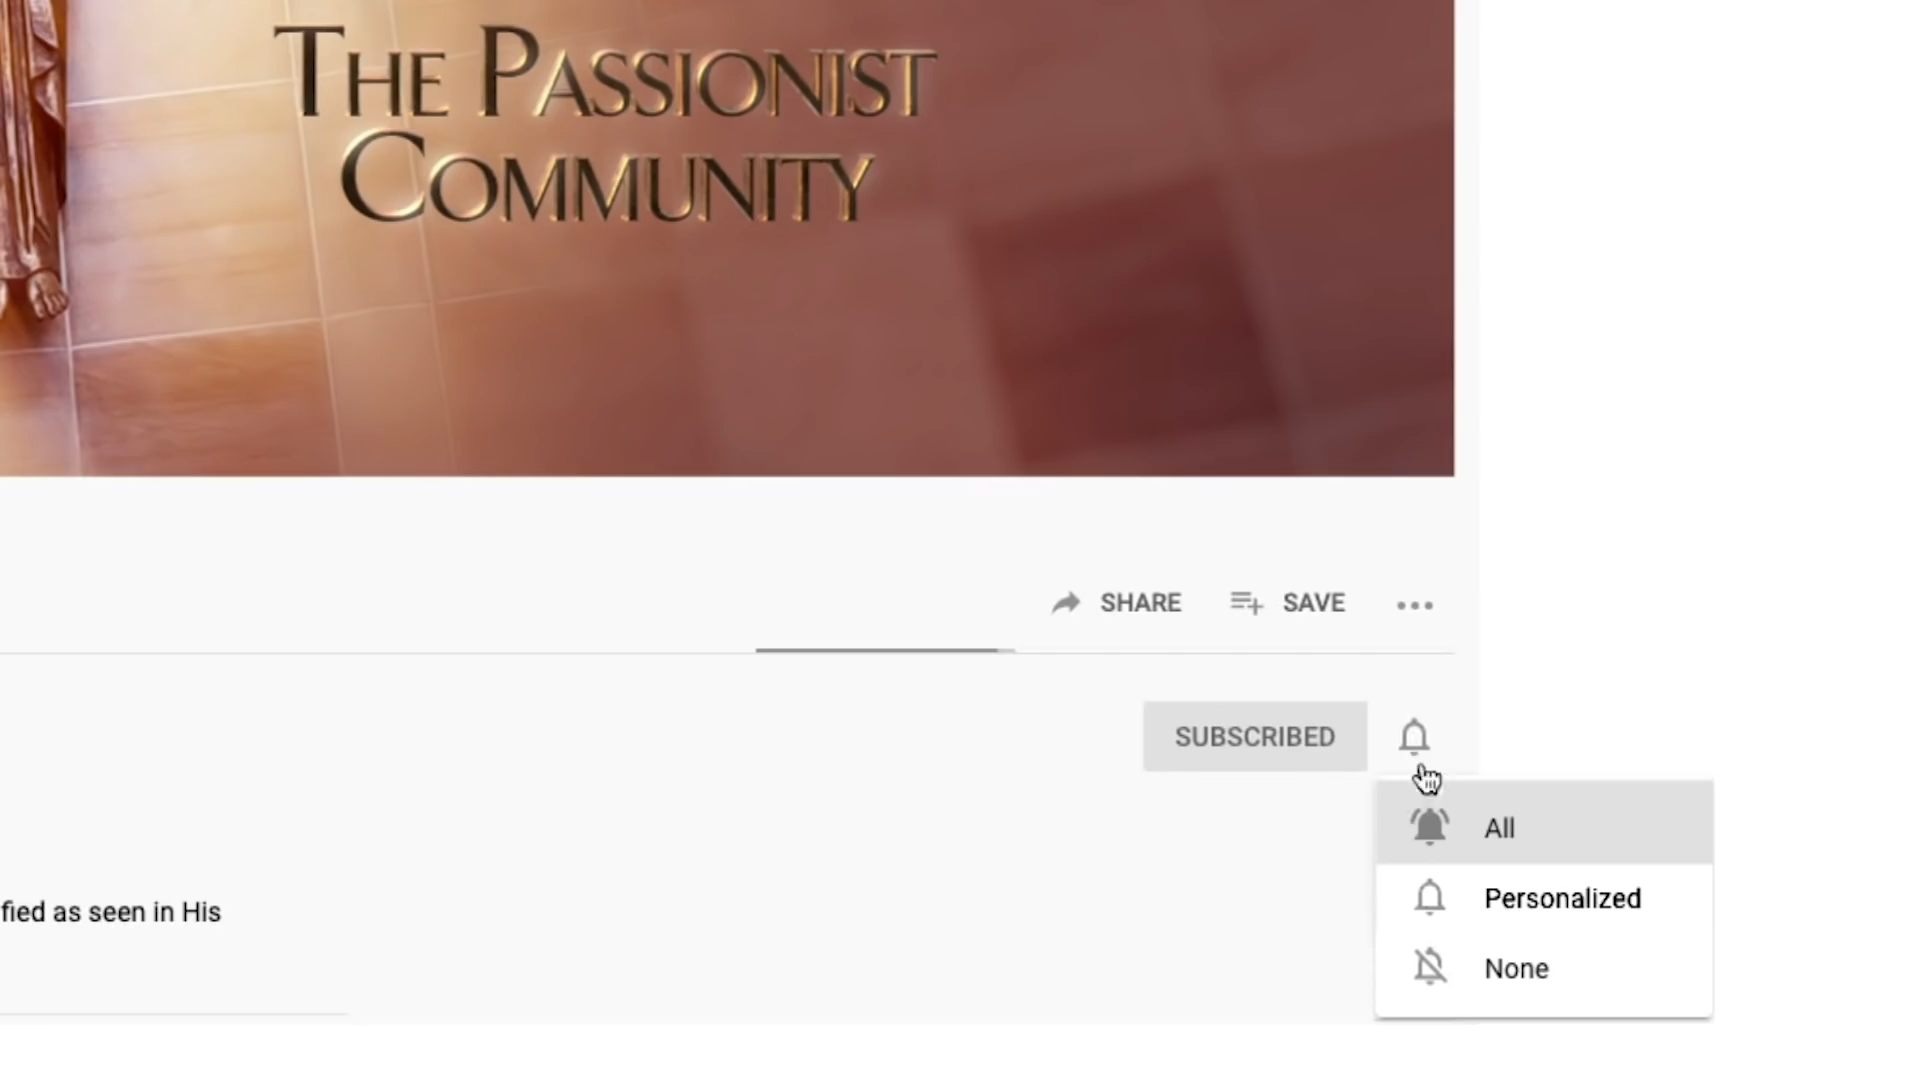 THE PASSIONIST
COMMUNITY
SHARE
SAVE
SUBSCRIBED
All
Personalized
None
fied as seen in His